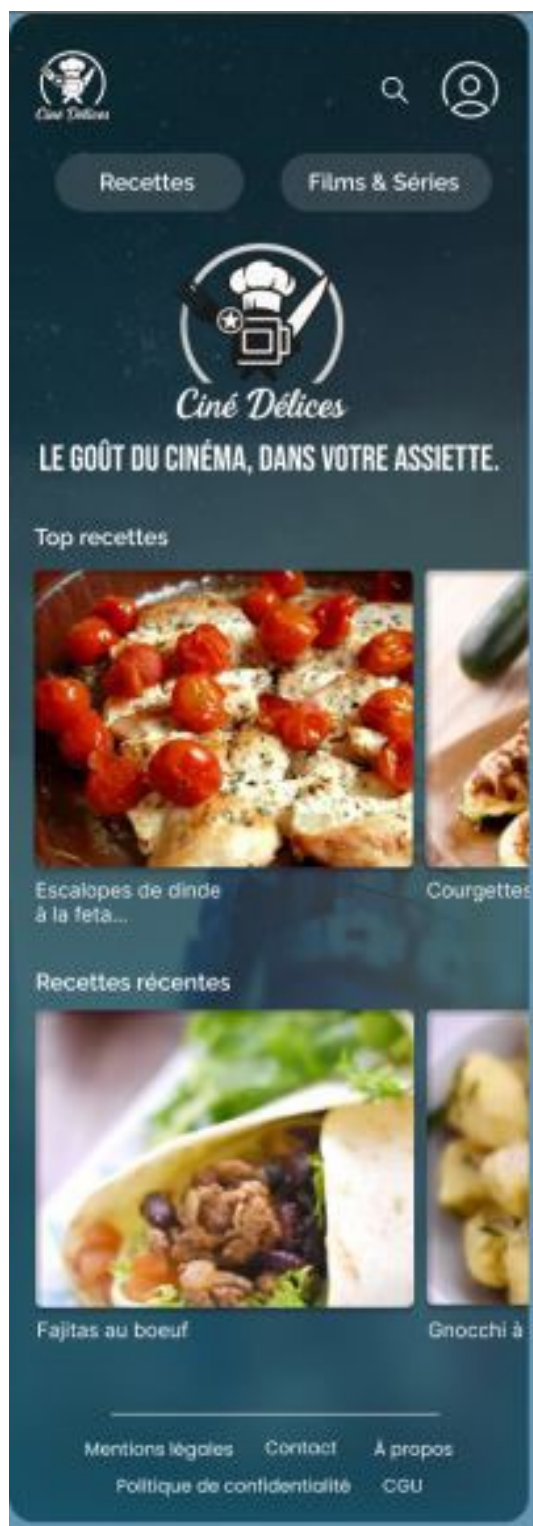 Ciné Délices
Recettes
Films & Séries
Ciné Délices
LE GOÛT DU CINÉMA, DANS VOTRE ASSIETTE.
Top recettes
Escalopes de dinde
à la feta...
Courgettes
Recettes récentes
Fajitas au boeuf
Gnocchi à
Mentions légales Contact À propos
Politique de confidentialité CGU